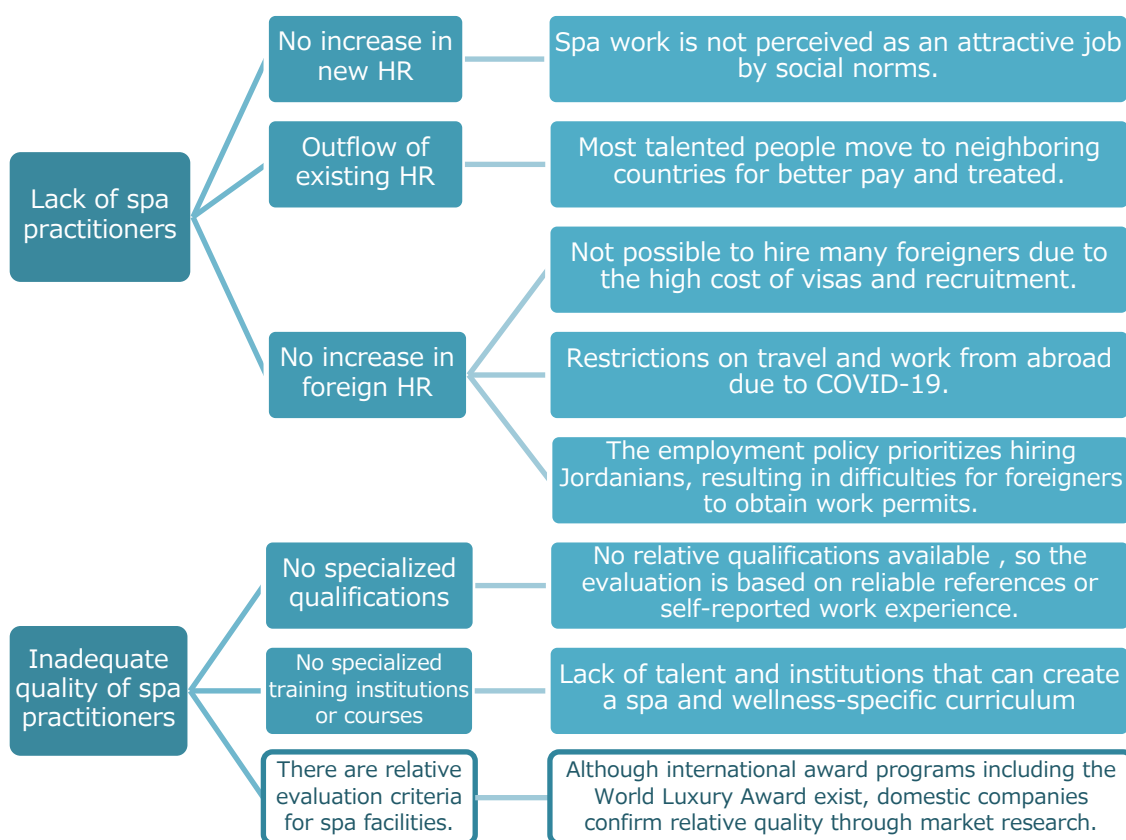 Lack of spa
practitioners
No increase in
new HR
Spa work is not perceived as an attractive job
by social norms.
Outflow of
existing HR
Most talented people move to neighboring
countries for better pay and treated.
No increase in
foreign HR
Not possible to hire many foreigners due to
the high cost of visas and recruitment.
Restrictions on travel and work from abroad
due to COVID-19.
The employment policy prioritizes hiring
Jordanians, resulting in difficulties for foreigners
to obtain work permits.
Inadequate
quality of spa
practitioners
No specialized
qualifications
No relative qualifications available , so the
evaluation is based on reliable references or
self-reported work experience.
No specialized
training institutions
or courses
Lack of talent and institutions that can create
a spa and wellness-specific curriculum
There are relative
evaluation criteria
for spa facilities.
Although international award programs including the
World Luxury Award exist, domestic companies
confirm relative quality through market research.